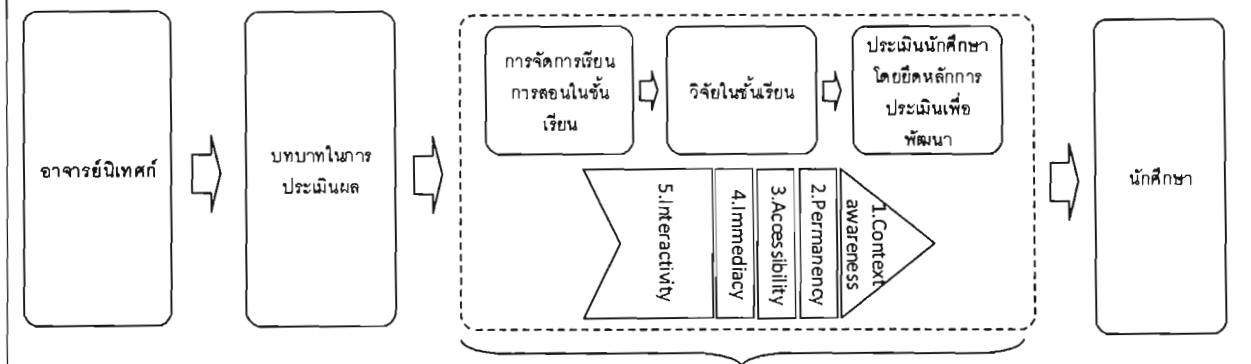 อาจารย์นิเทศก์
บทบาทในการ
ประเมินผล
การจัดการเรียน
การสอนในชั้น
เรียน
วิจัยในชั้นเรียน
ประเมินนักศึกษา
โดยยึดหลักการ
ประเมินเพื่อ
พัฒนา
5.Interactivity
4.Immediacy
3.Accessibility
2.Permanency
1.Context
awareness
นักศึกษา